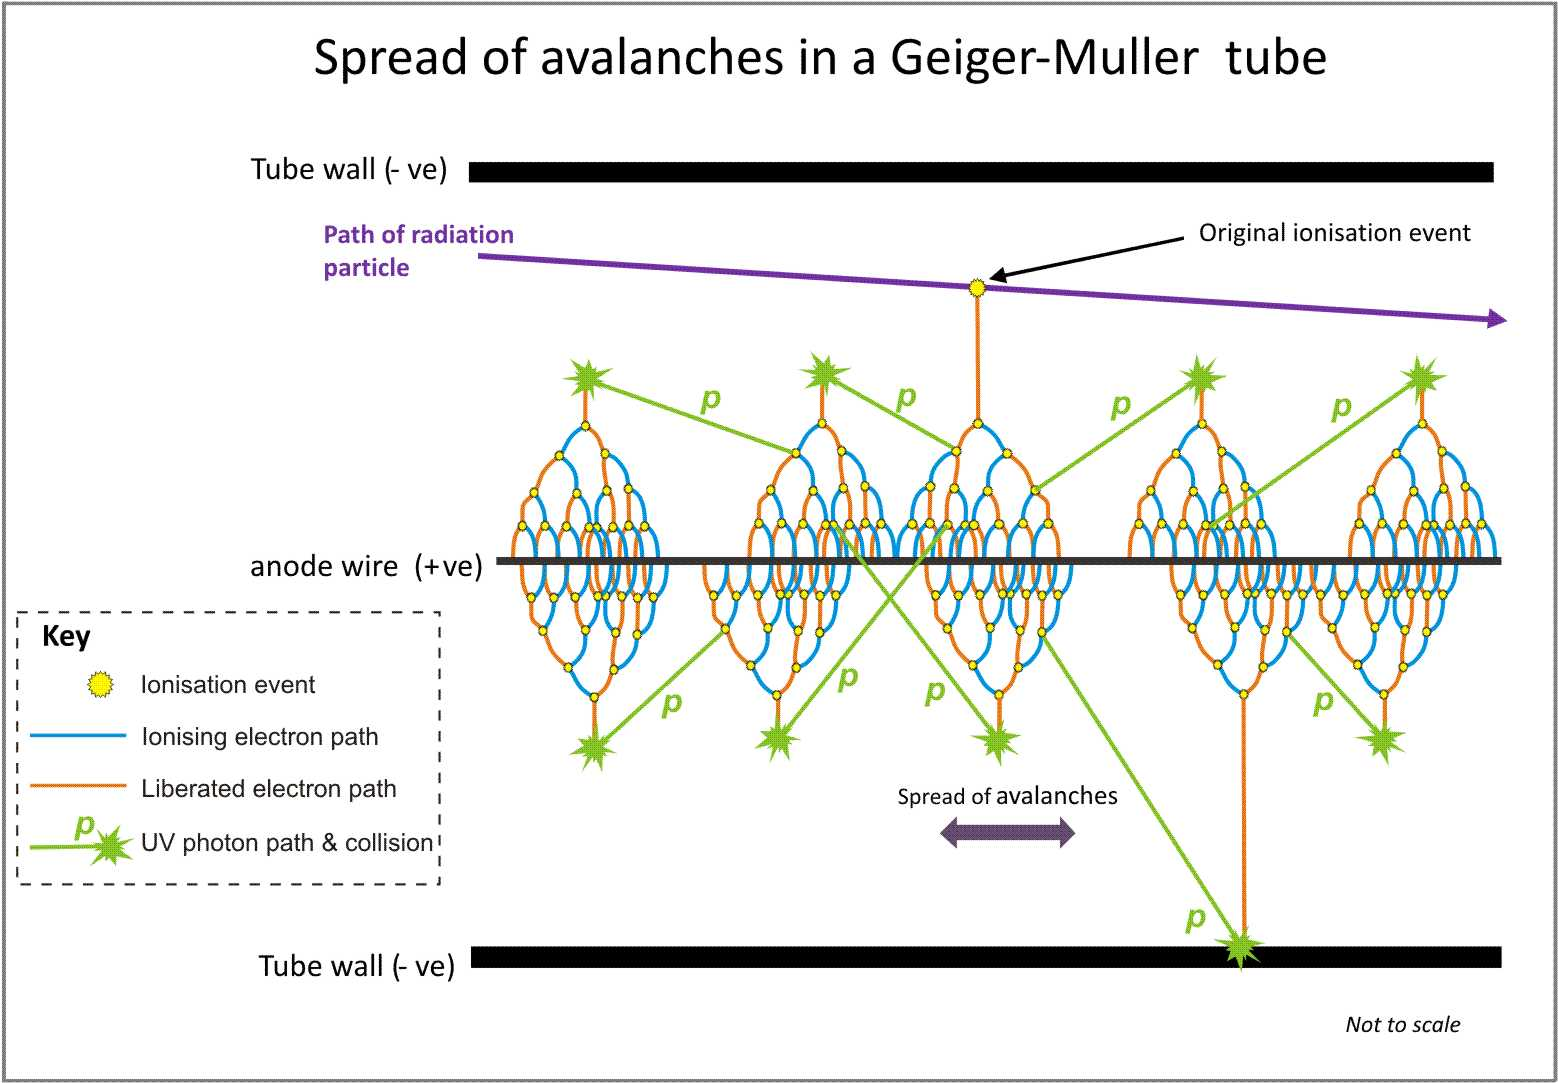 Spread of avalanches in a Geiger-Muller tube
Tube wall (- ve)
Path of radiation
particle
Original ionisation event
p
p
p
p
anode wire (+ve)
Key
Ionisation event
Ionising electron path
Liberated electron path
p
UV photon path & collision
p
p
p
p
Spread of avalanches
p
Tube wall (- ve)
Not to scale